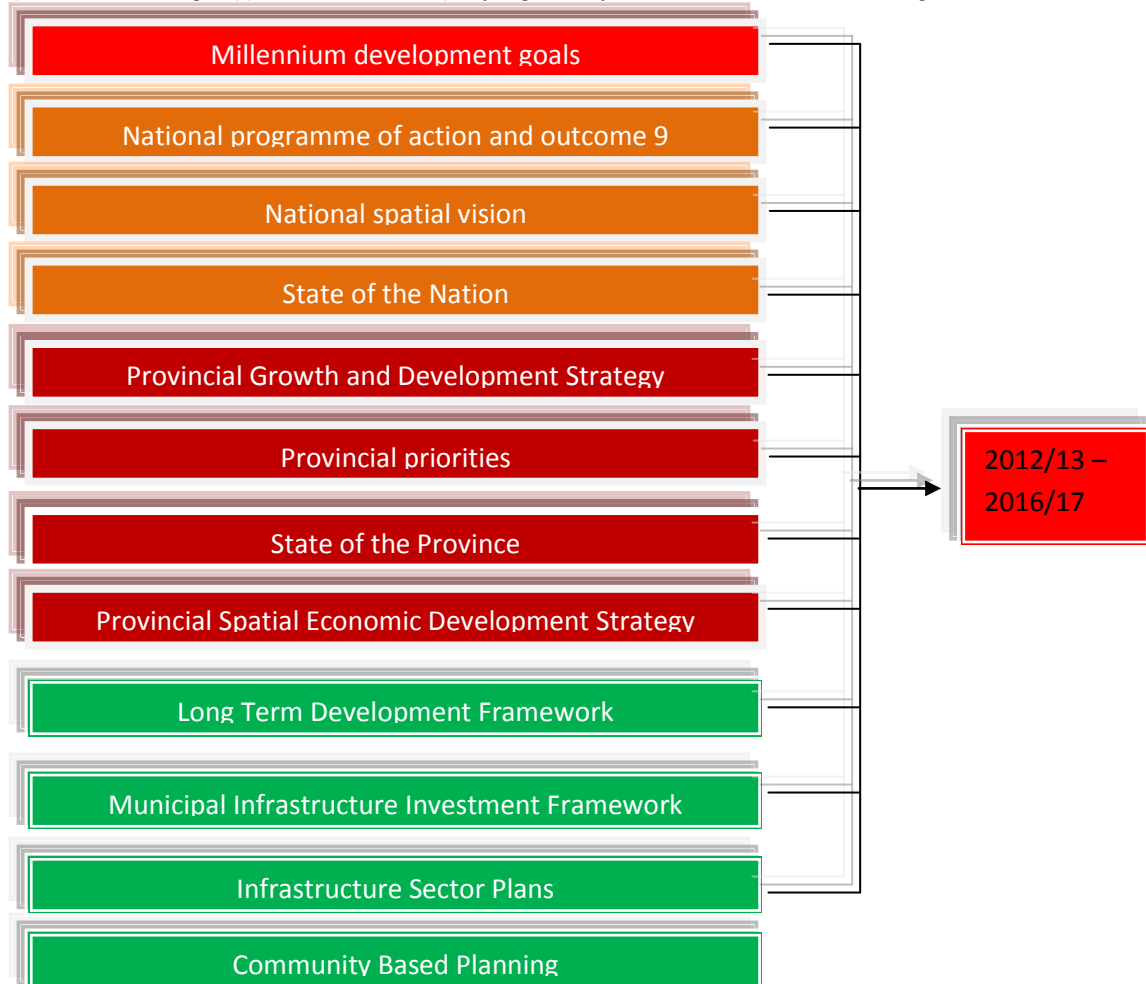 Millennium development goals
National programme of action and outcome 9
National spatial vision
State of the Nation
Provincial Growth and Development Strategy
Provincial priorities
State of the Province
Provincial Spatial Economic Development Strategy
Long Term Development Framework
Municipal Infrastructure Investment Framework
Infrastructure Sector Plans
Community Based Planning
2012/13 –
2016/17